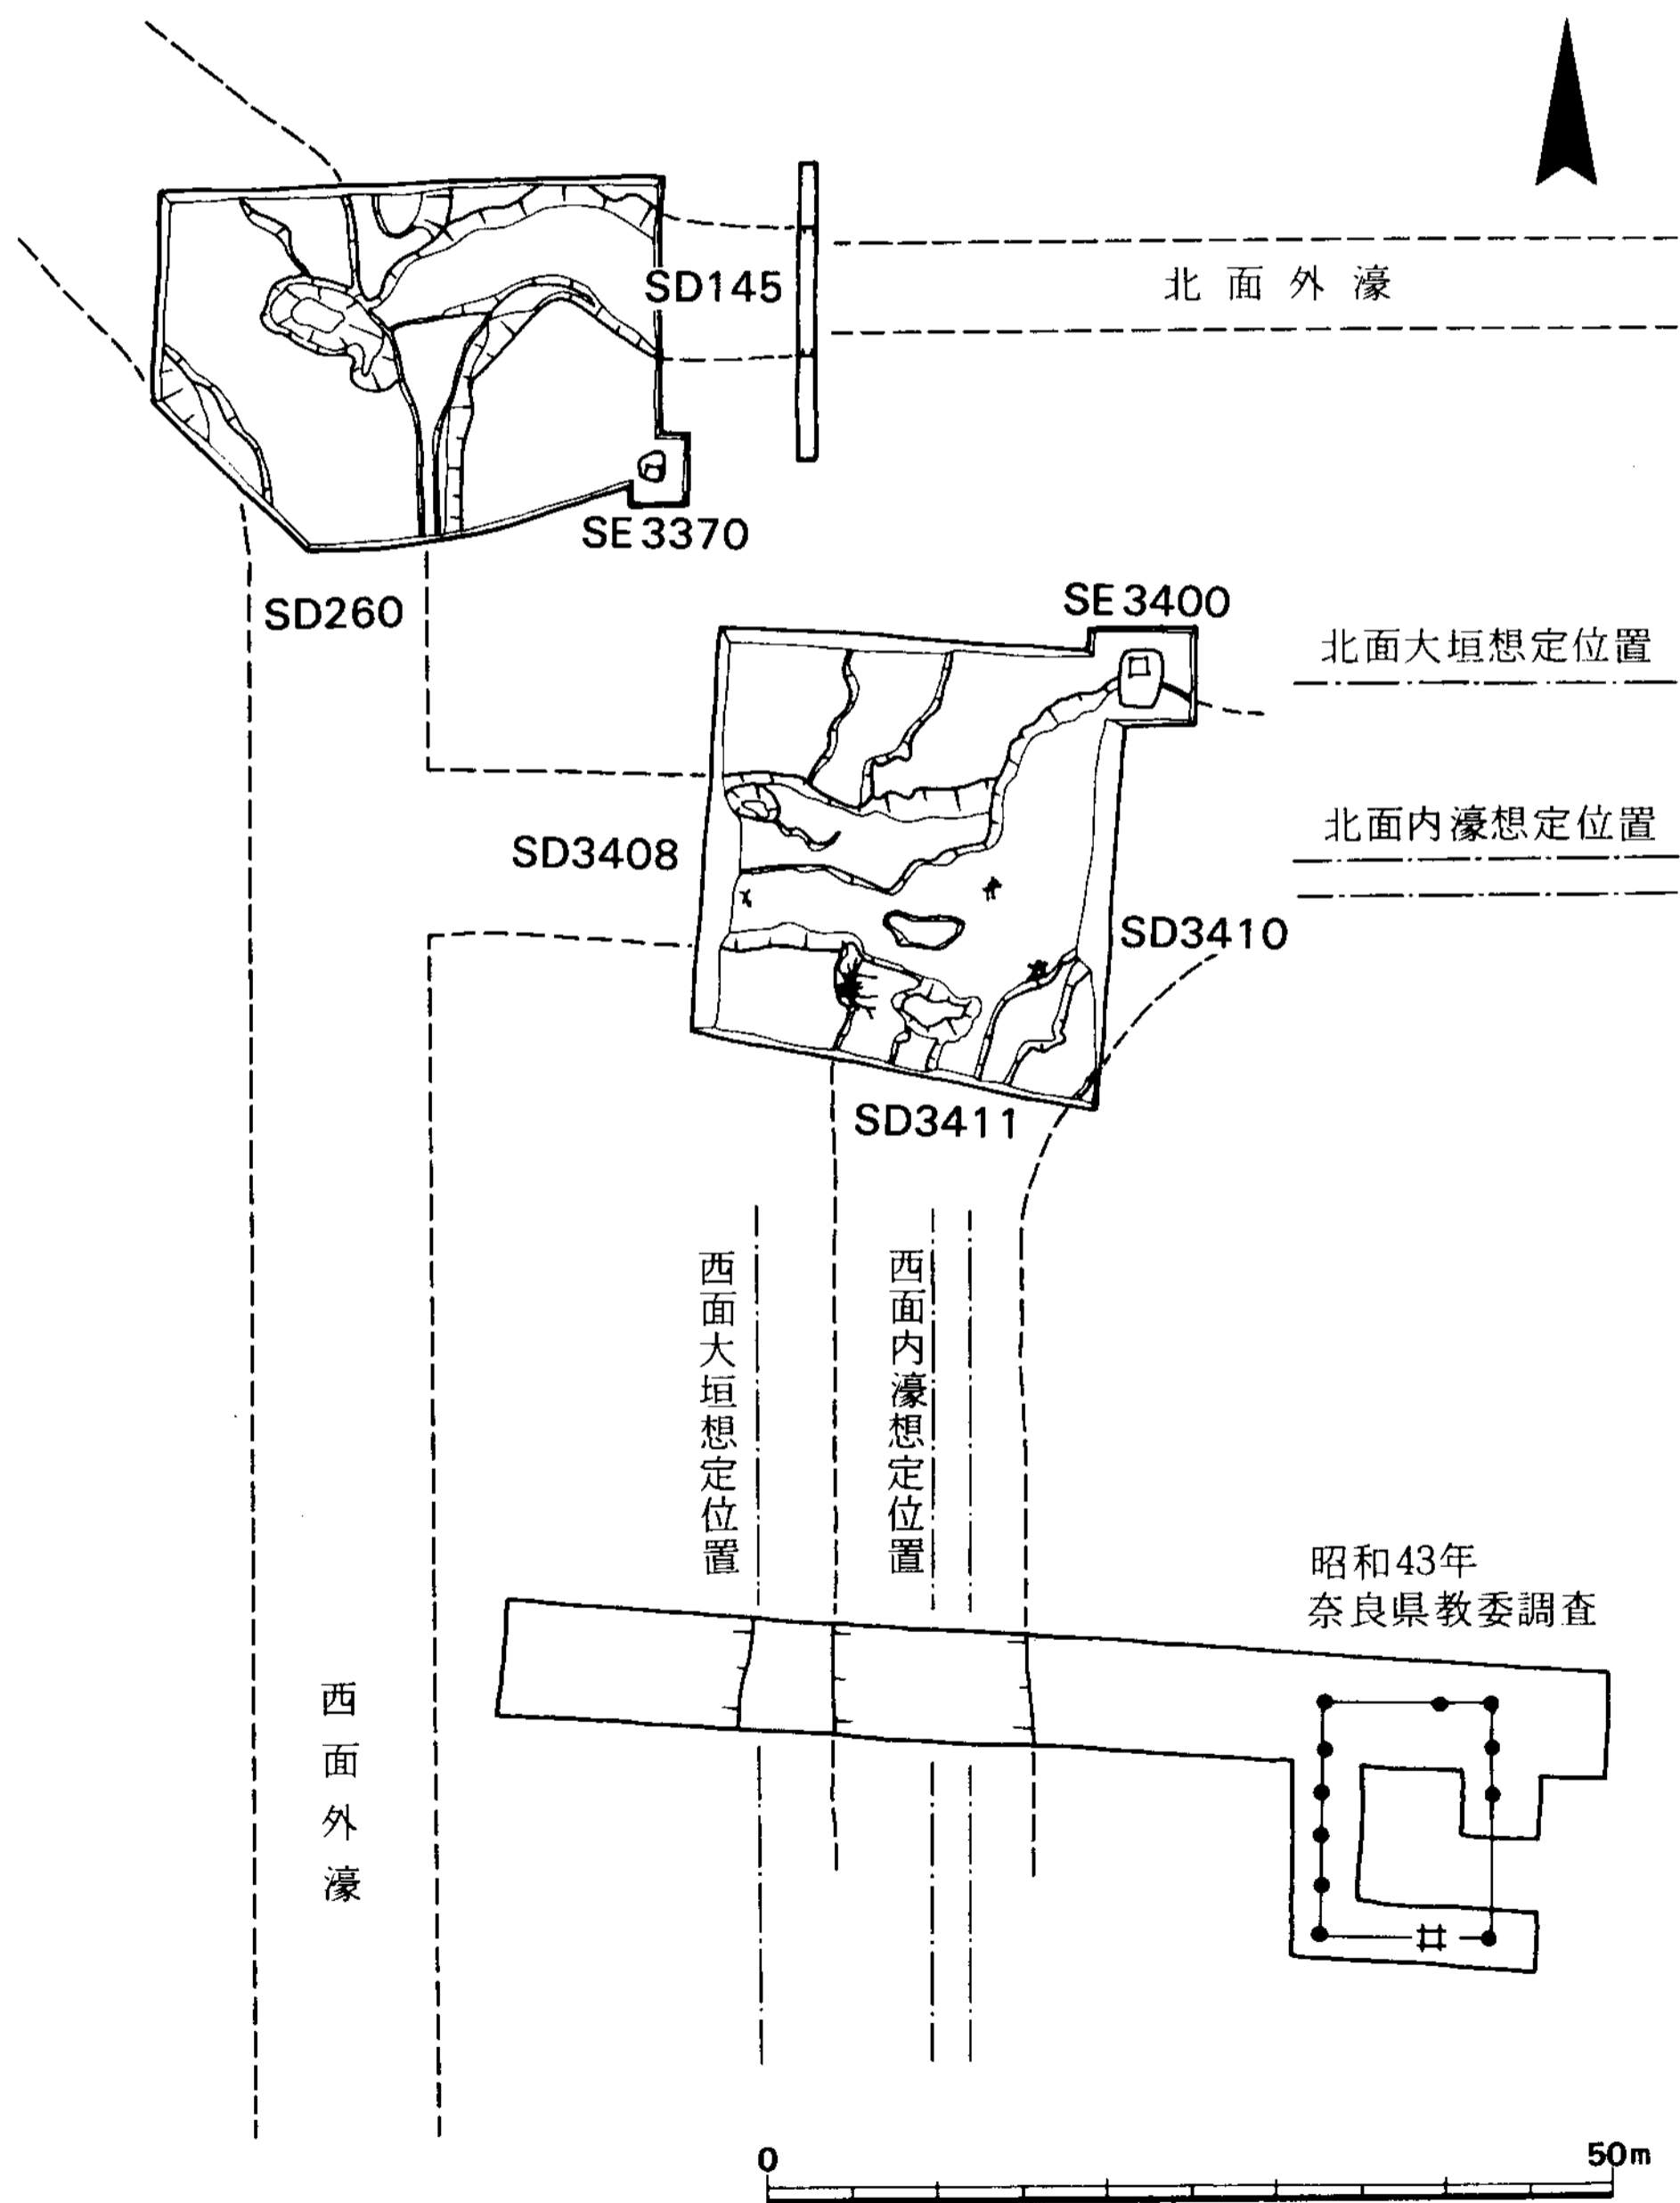 SD145
北面外濠
SE3370
SD260
SE3400
北面大垣想定位置
北面内濠想定位置
SD3408
SD3410
SD3411
西面大垣想定位置
西面内濠想定位置
昭和43年
奈良県教委調査
西面外濠
0 50m